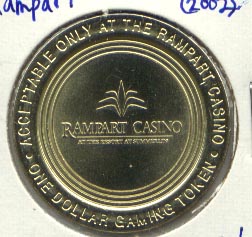 Rampart
(2002)
ACCEPTABLE ONLY AT THE RAMPART, CASINO
RAMPART CASINO
AT THE RESORT AT SUMMERLIN
• ONE DOLLAR GAMING TOKEN •